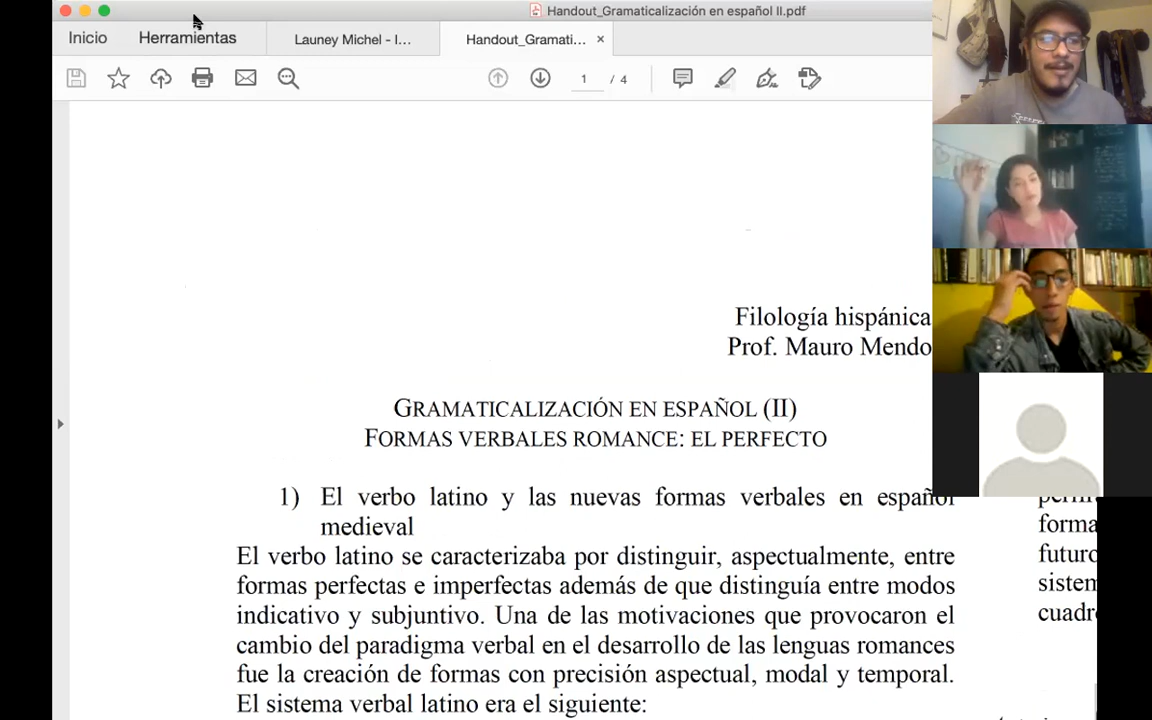 Handout_Gramaticalización en español II.pdf
Inicio
Herramientas
Launey Michel - I...
Handout_Gramati...
×
1 / 4
Filología hispánica
Prof. Mauro Mendo
GRAMATICALIZACIÓN EN ESPAÑOL (II)
FORMAS VERBALES ROMANCE: EL PERFECTO
1) El verbo latino y las nuevas formas verbales en español
medieval
El verbo latino se caracterizaba por distinguir, aspectualmente, entre
formas perfectas e imperfectas además de que distinguía entre modos
indicativo y subjuntivo. Una de las motivaciones que provocaron el
cambio del paradigma verbal en el desarrollo de las lenguas romances
fue la creación de formas con precisión aspectual, modal y temporal.
El sistema verbal latino era el siguiente:
forma
futuro
sistem
cuadro